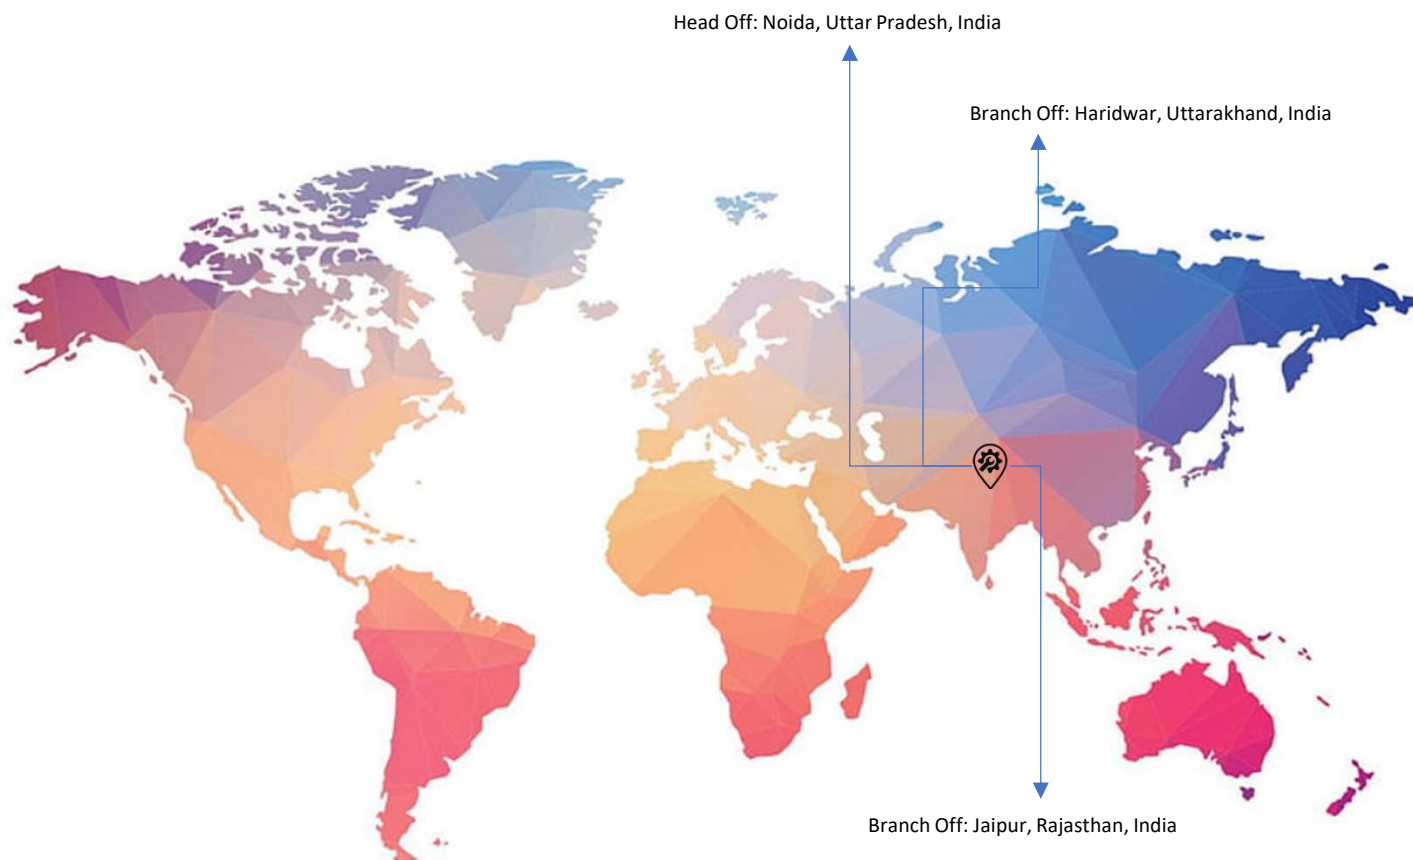 Head Off: Noida, Uttar Pradesh, India
Branch Off: Haridwar, Uttarakhand, India
Branch Off: Jaipur, Rajasthan, India